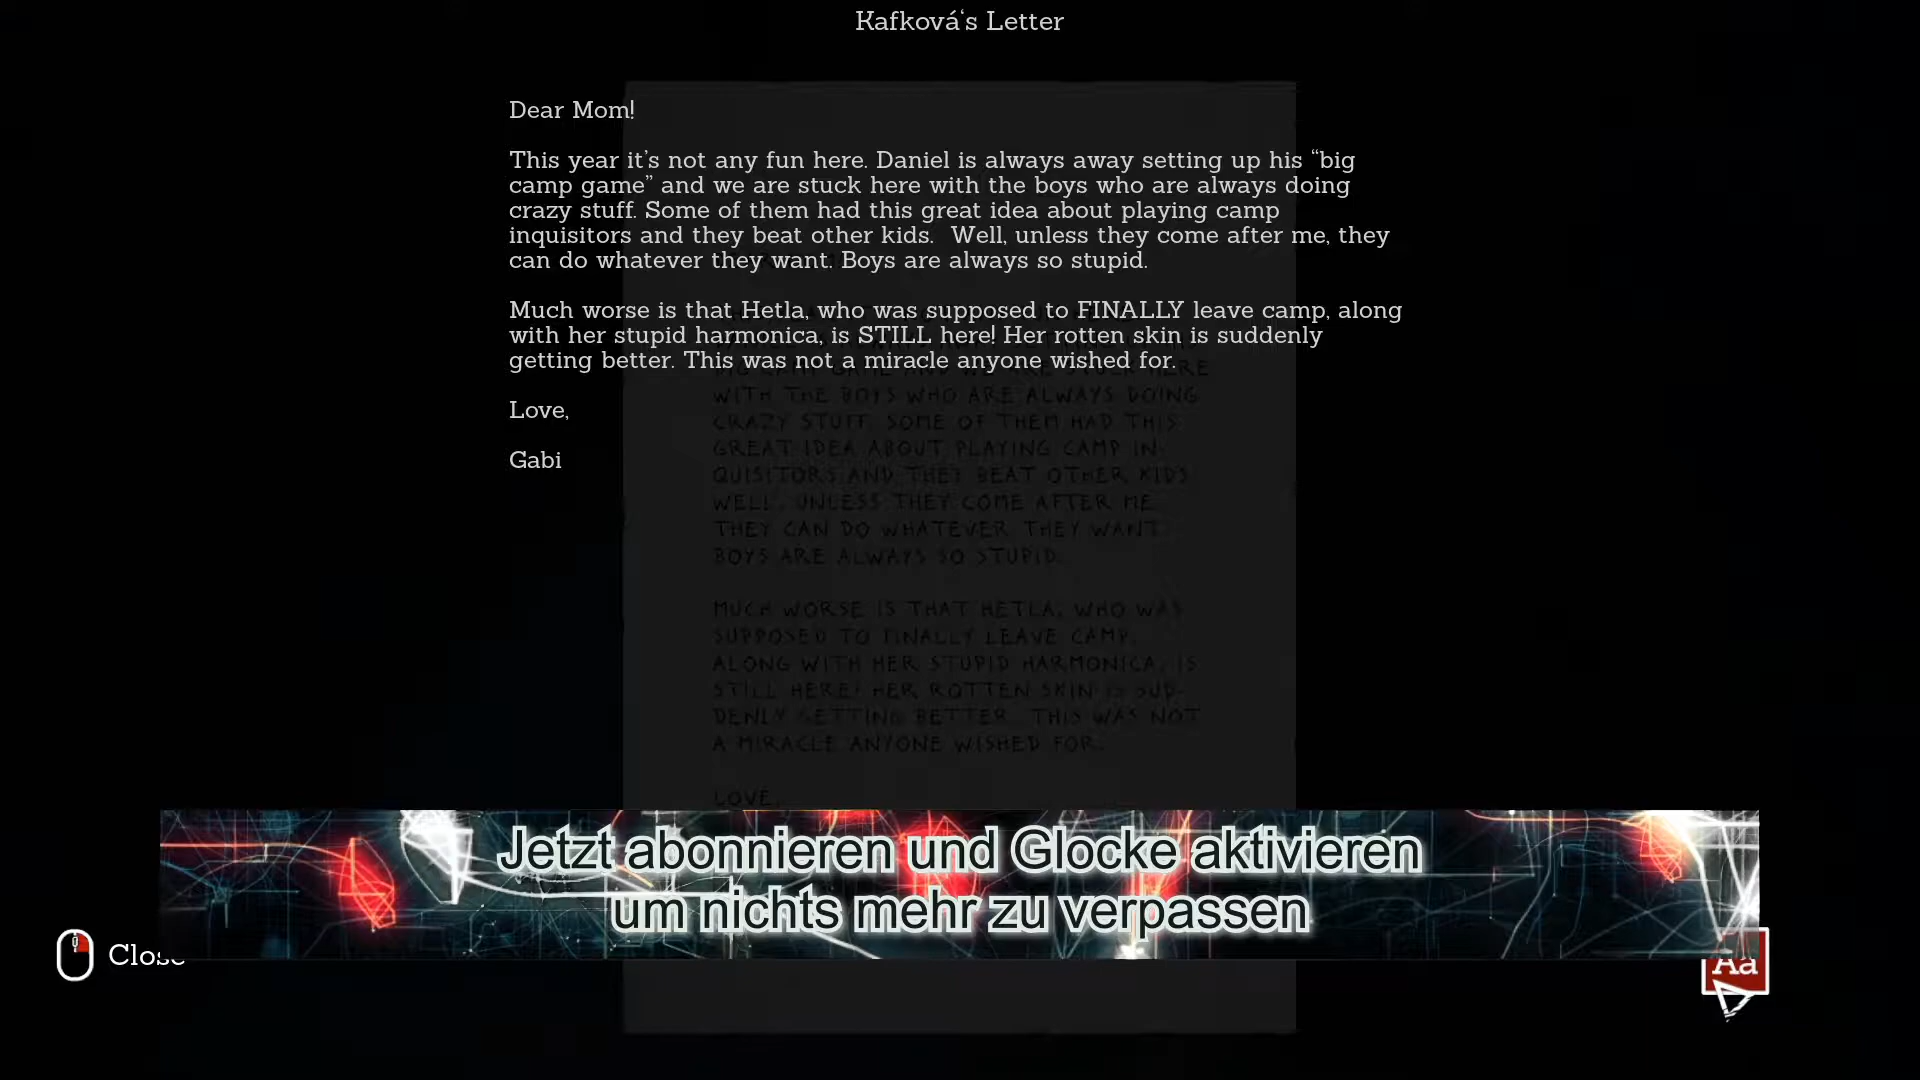 Kafková‘s Letter
Dear Mom!
This year it’s not any fun here. Daniel is always away setting up his “big
camp game” and we are stuck here with the boys who are always doing
crazy stuff. Some of them had this great idea about playing camp
inquisitors and they beat other kids.  Well, unless they come after me, they
can do whatever they want. Boys are always so stupid.
Much worse is that Hetla, who was supposed to FINALLY leave camp, along
with her stupid harmonica, is STILL here! Her rotten skin is suddenly
getting better. This was not a miracle anyone wished for.
Love,
Gabi
WITH THE BOYS WHO ARE ALWAYS DOING
CRAZY STUFF. SOME OF THEM HAD THIS
GREAT IDEA ABOUT PLAYING CAMP IN-
QUISITORS AND THEY BEAT OTHER KIDS.
WELL, UNLESS THEY COME AFTER ME,
THEY CAN DO WHATEVER THEY WANT.
BOYS ARE ALWAYS SO STUPID.
MUCH WORSE IS THAT HETLA, WHO WAS
SUPPOSED TO FINALLY LEAVE CAMP,
ALONG WITH HER STUPID HARMONICA, IS
STILL HERE! HER ROTTEN SKIN IS SUD-
DENLY GETTING BETTER. THIS WAS NOT
A MIRACLE ANYONE WISHED FOR.
LOVE,
Jetzt abonnieren und Glocke aktivieren
um nichts mehr zu verpassen
Close
Aa